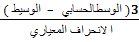 3( الوسط الحسابي - الوسيط )
الانحراف المعياري